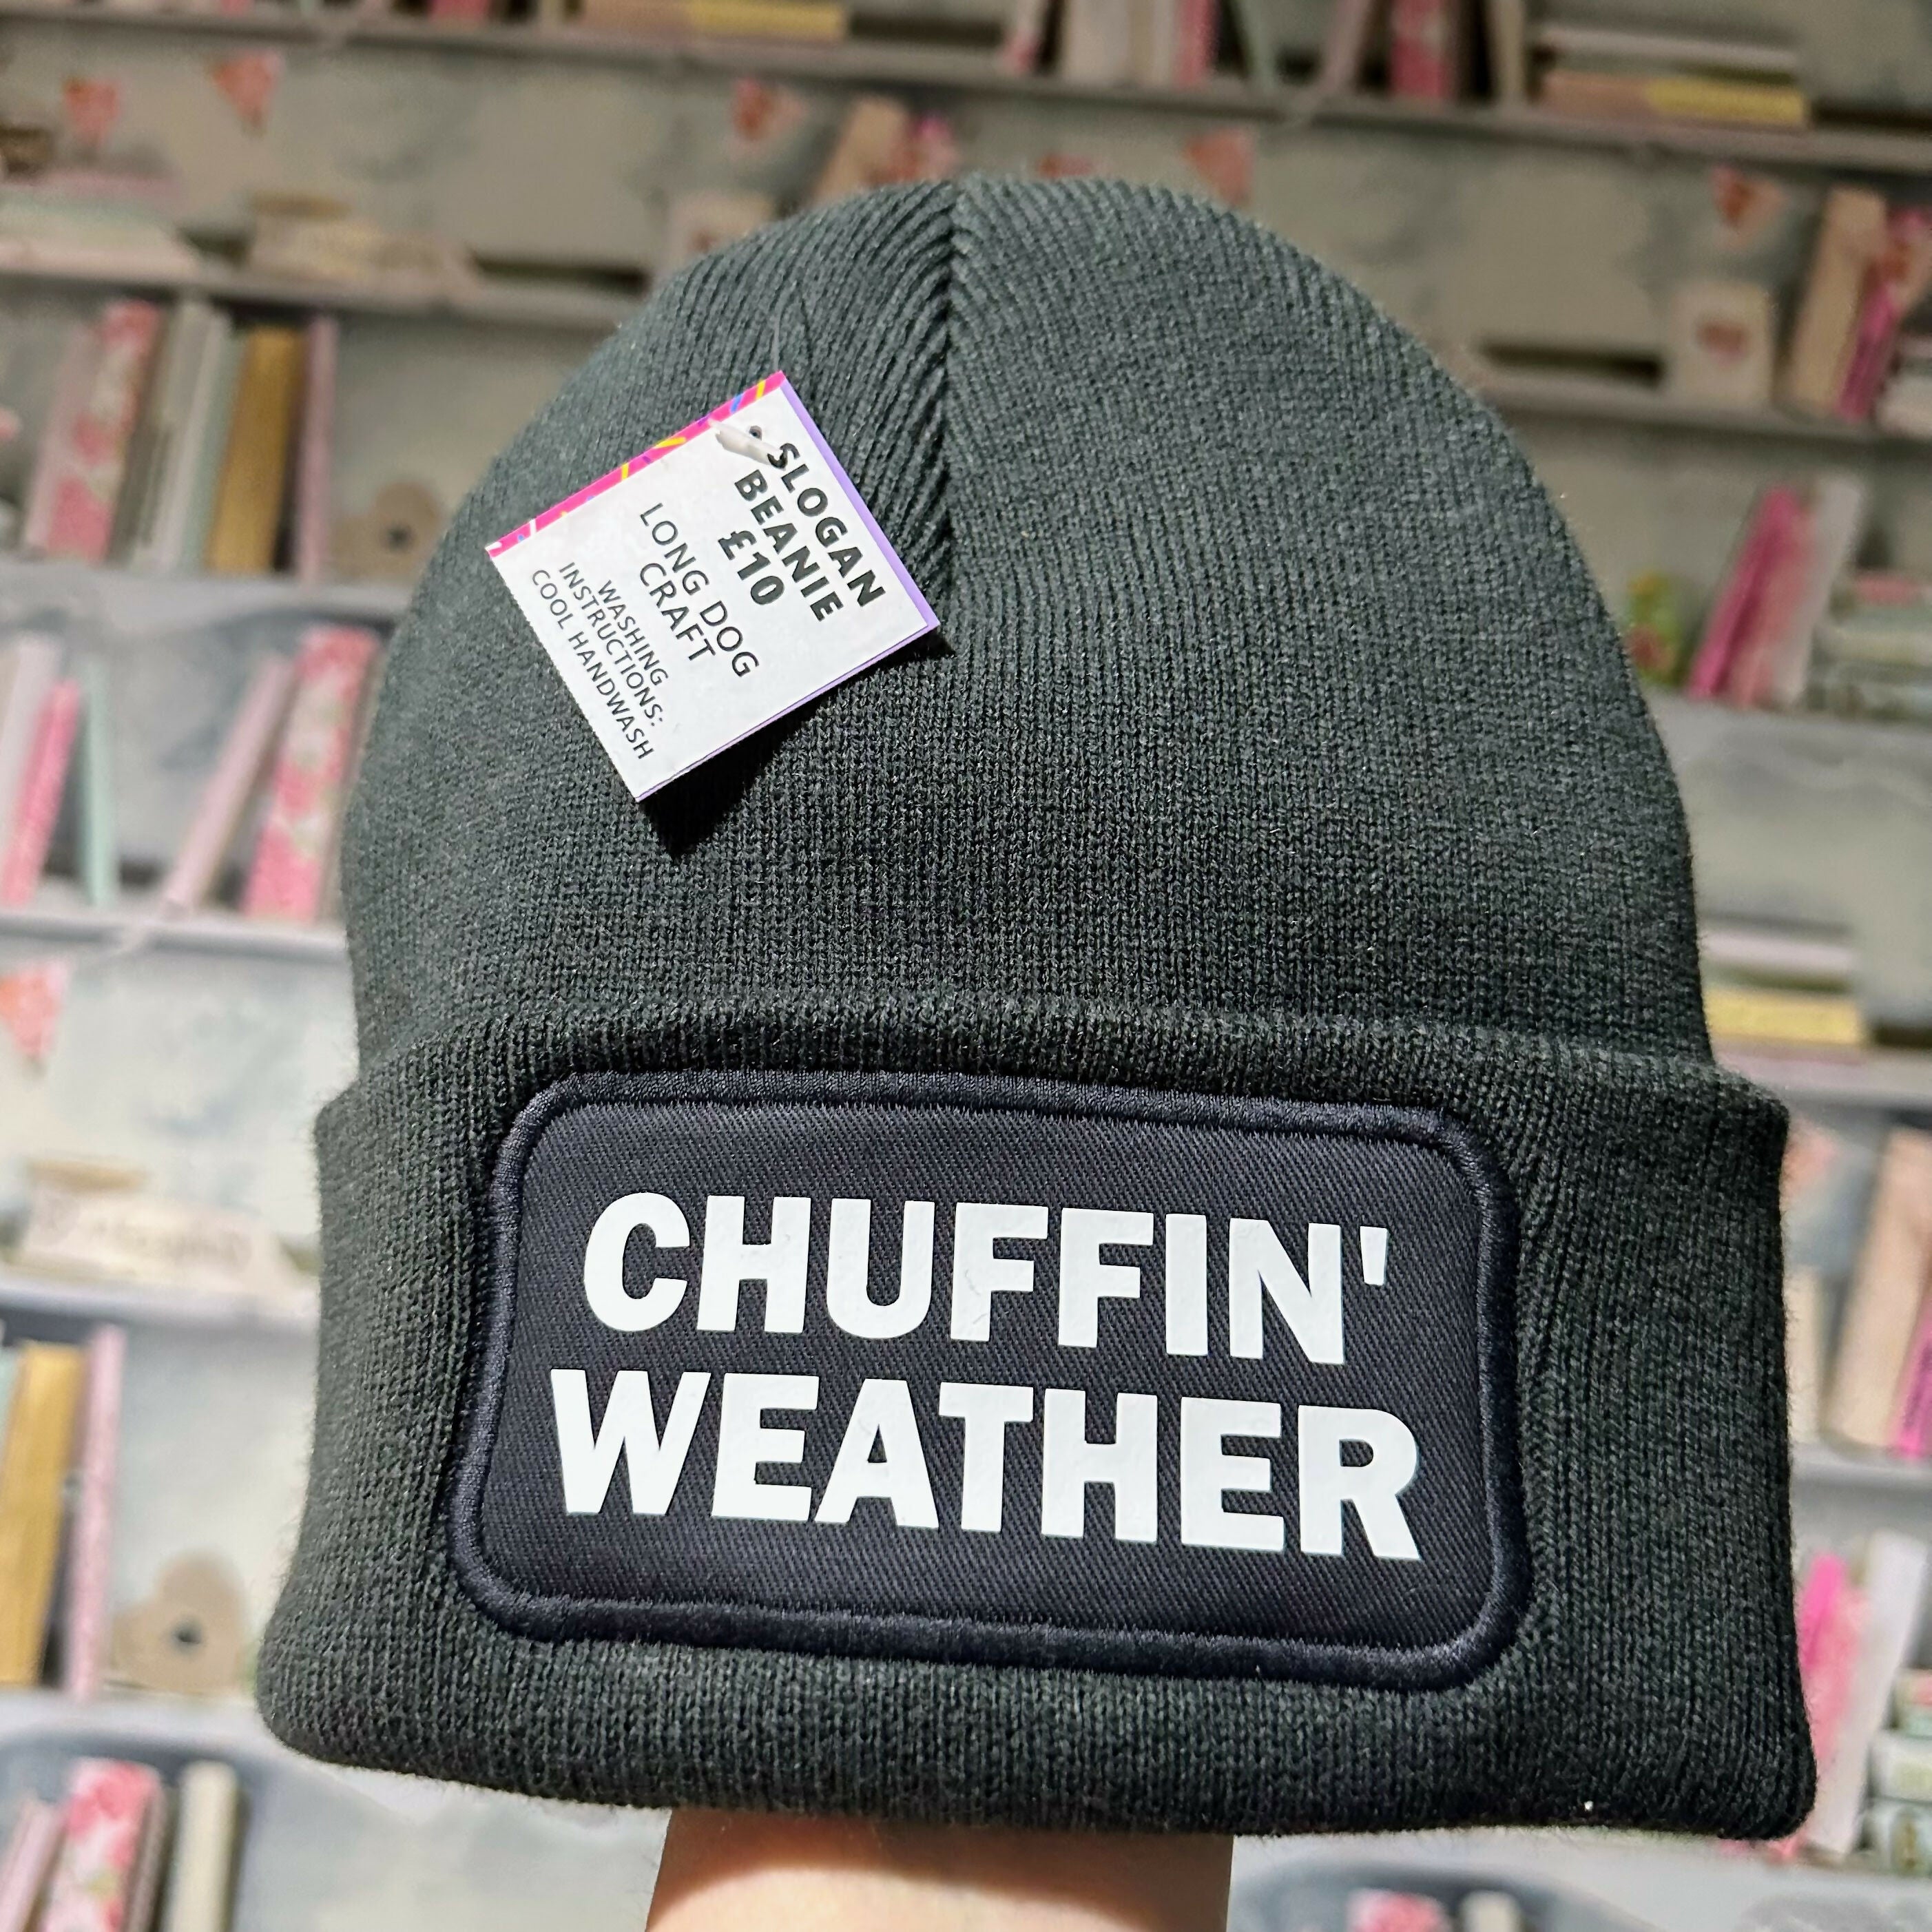 SLOGAN
BEANIE
£10
LONG DOG
CRAFT
WASHING
INSTRUCTIONS:
COOL HANDWASH
CHUFFIN'
WEATHER